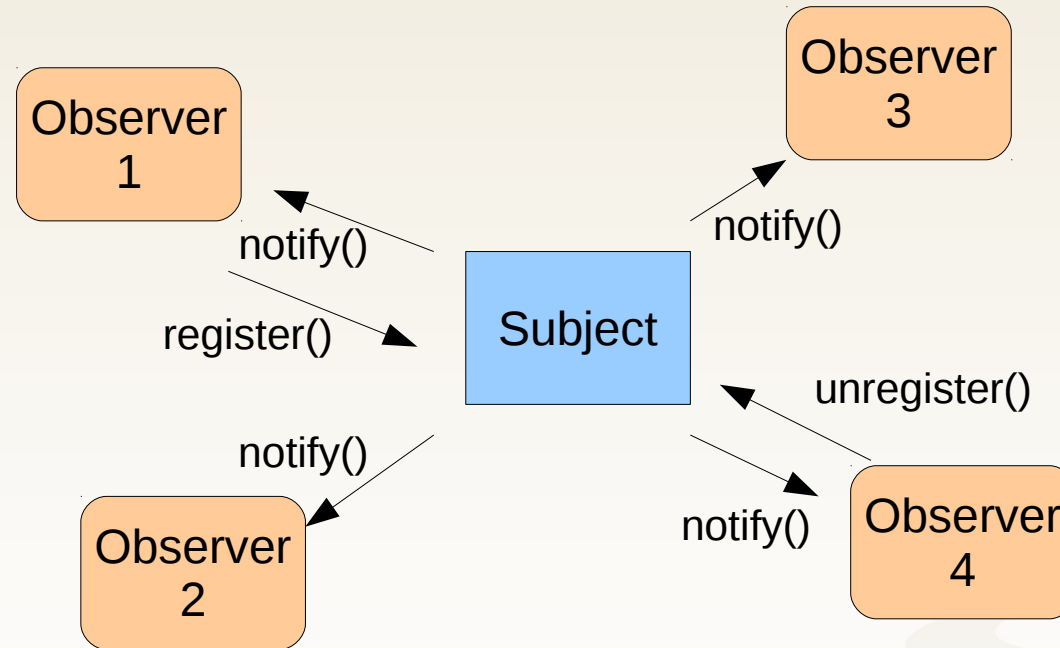 Observer
3
Observer
1
notify()
notify()
register()
Subject
unregister()
notify()
notify()
Observer
4
Observer
2